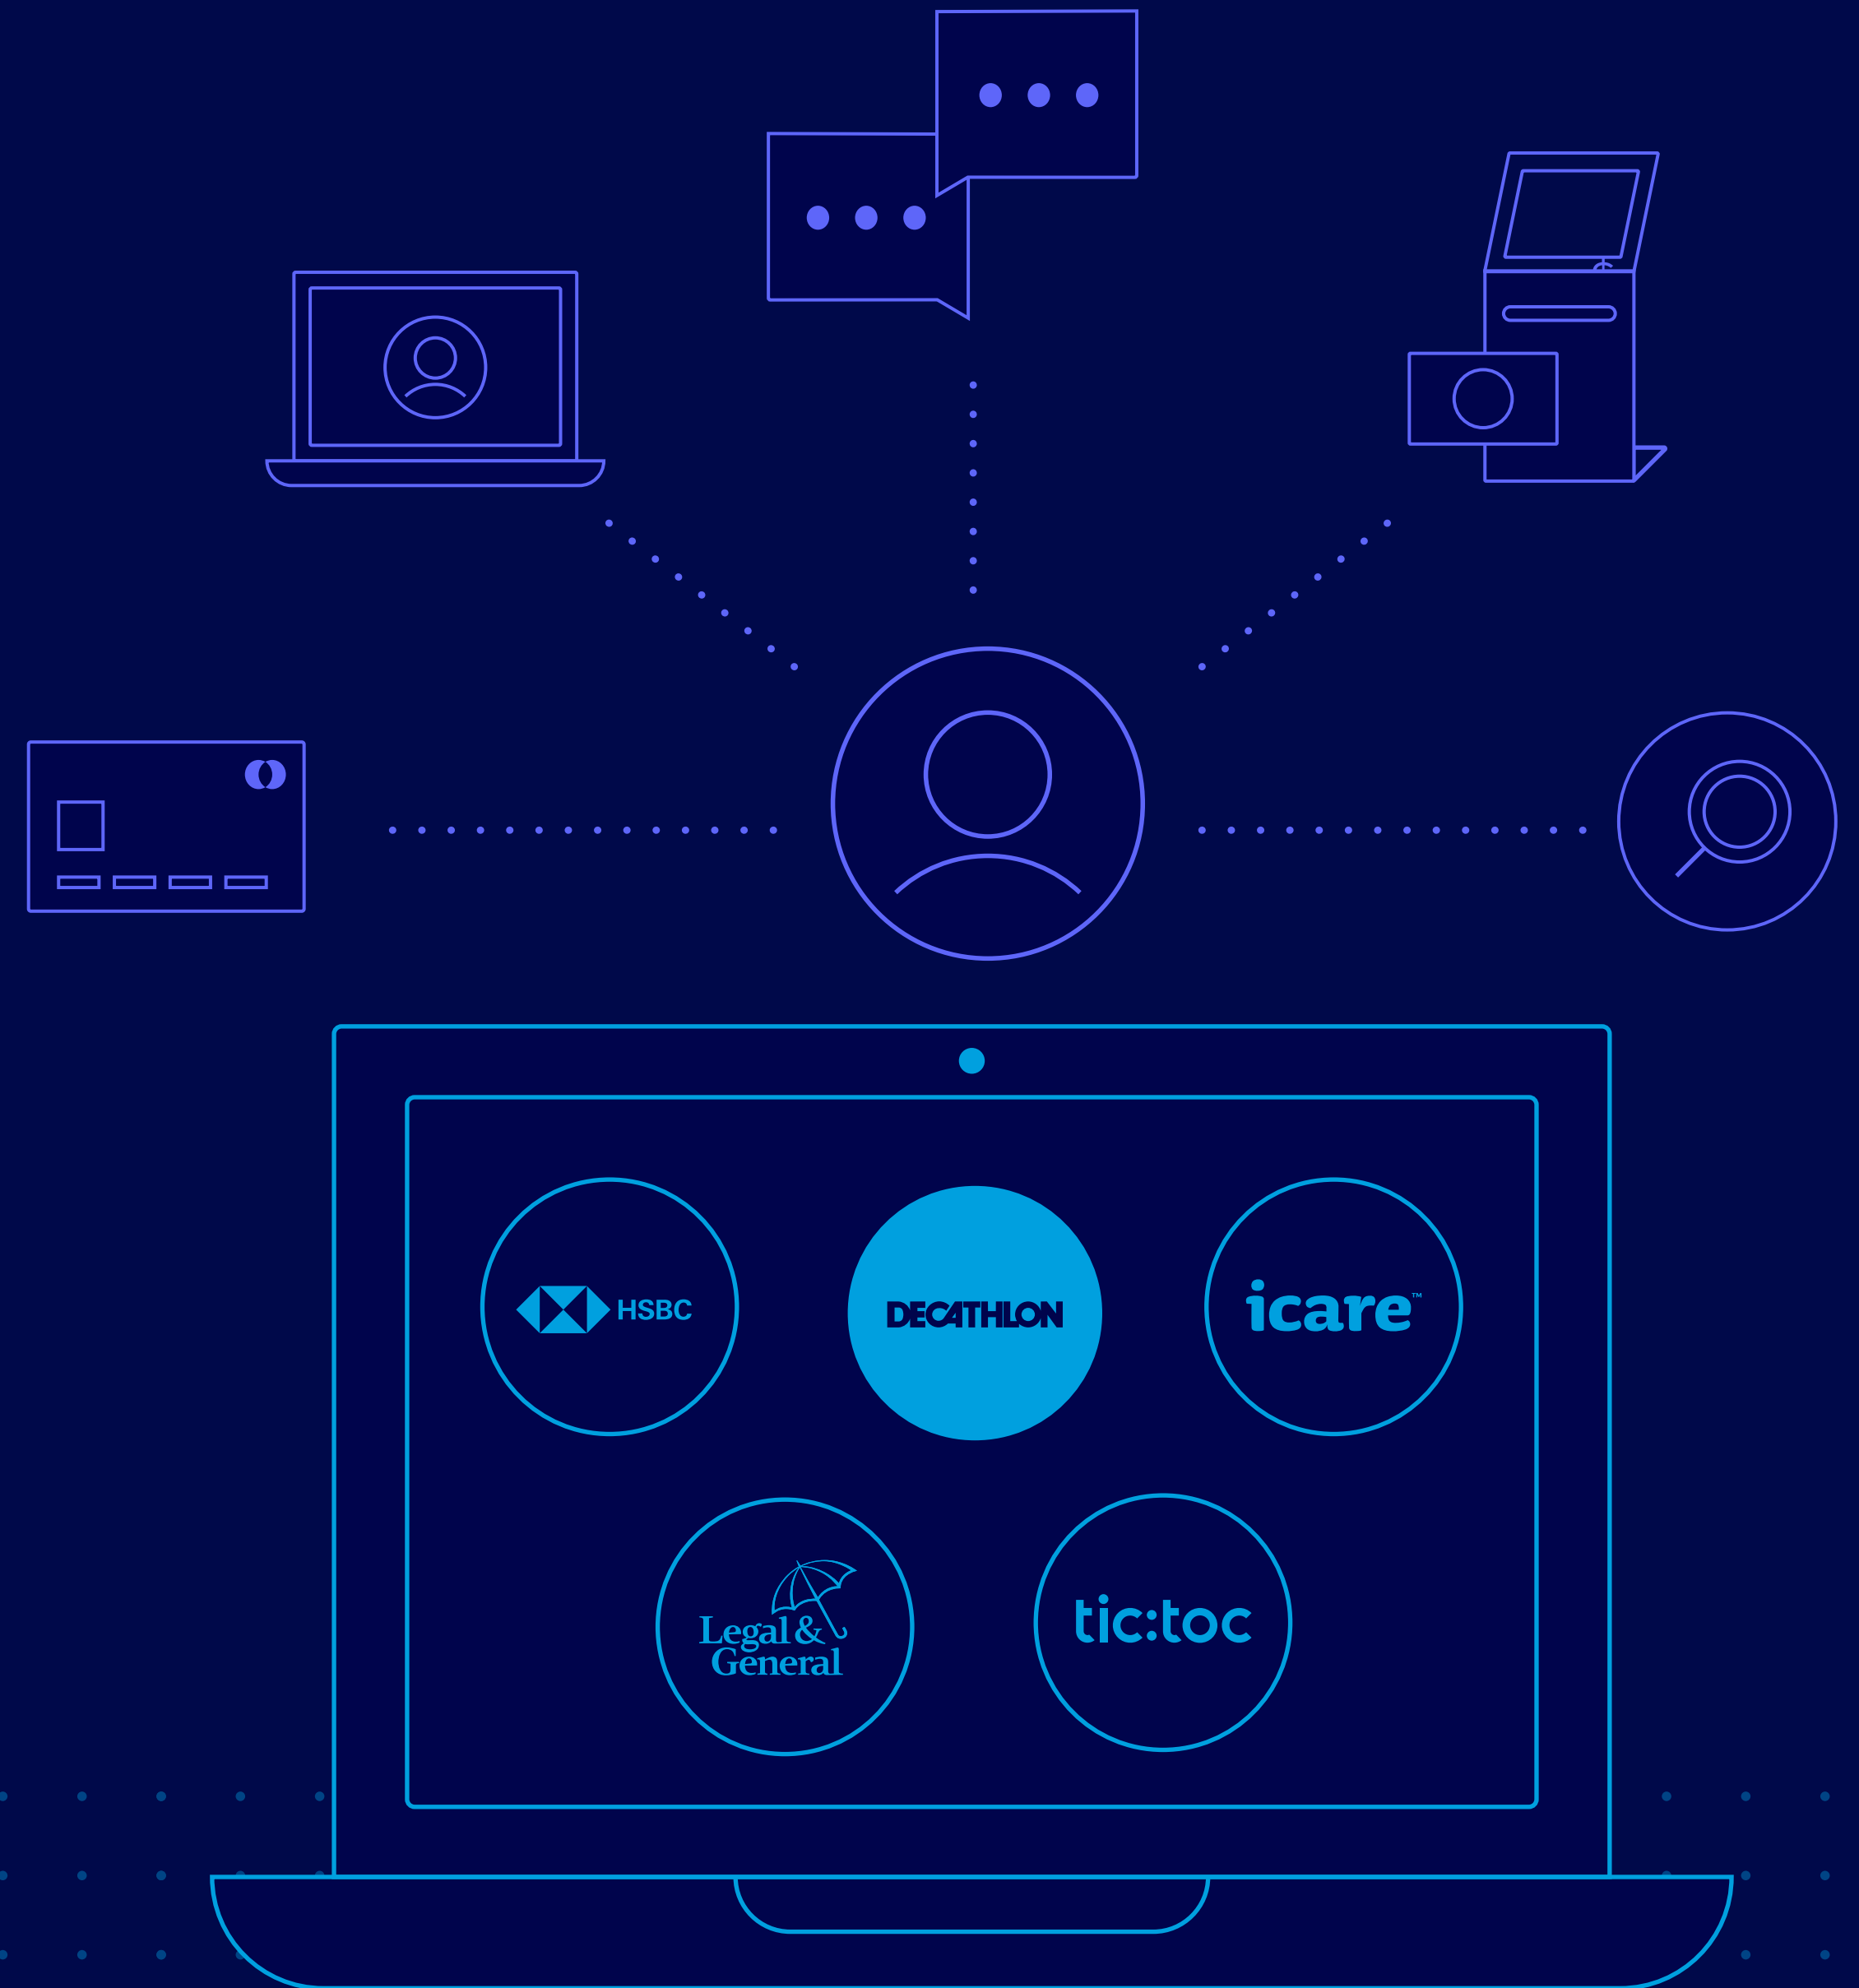 HSBC
DECATHLON
icare™
Legal &
General
tic:toc